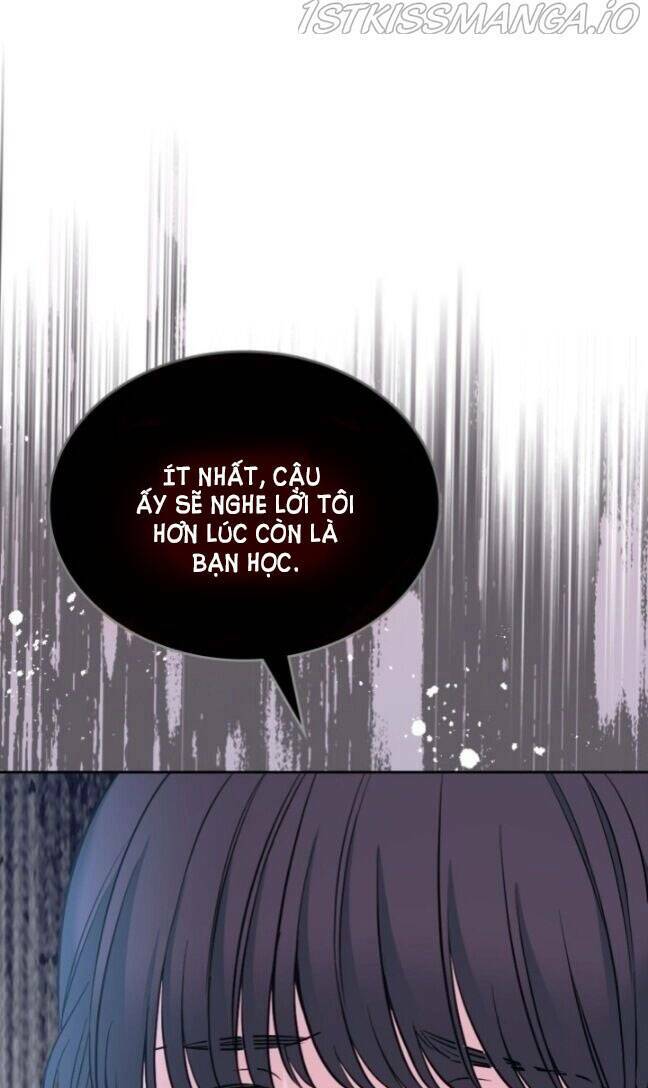 1STKISSMANGA.IO
ÍT NHẤT, CẬU
ẤY SẼ NGHE LỜI TÔI
HƠN LÚC CÒN LÀ
BẠN HỌC.